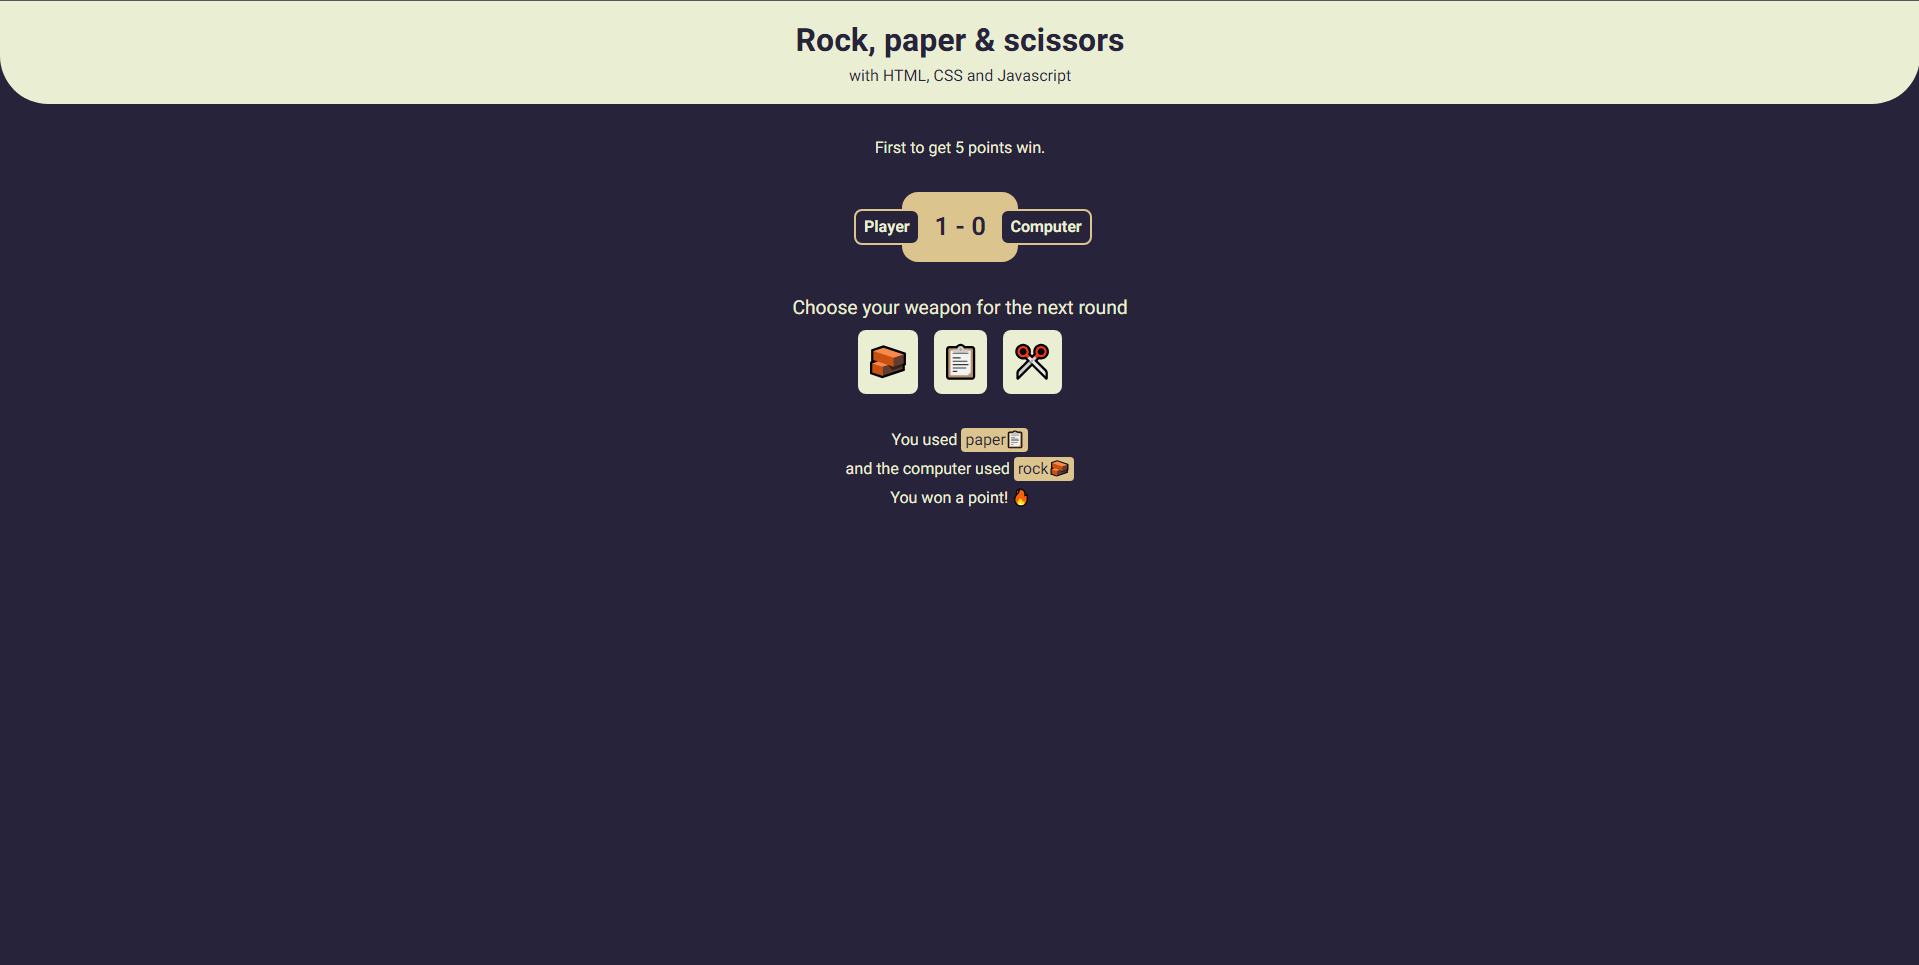 Rock, paper & scissors
with HTML, CSS and Javascript
First to get 5 points win.
Player 1 - 0 Computer
Choose your weapon for the next round
You used paper📋
and the computer used rock🧱
You won a point! 🔥